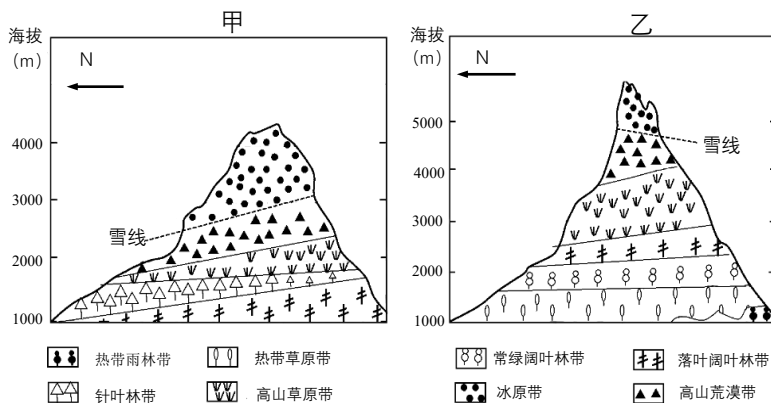 甲
乙
海拔
(m)
N
4000
3000
2000
1000
雪线
海拔
(m)
N
5000
4000
3000
2000
1000
雪线
热带雨林带
热带草原带
常绿阔叶林带
落叶阔叶林带
针叶林带
高山草原带
冰原带
高山荒漠带